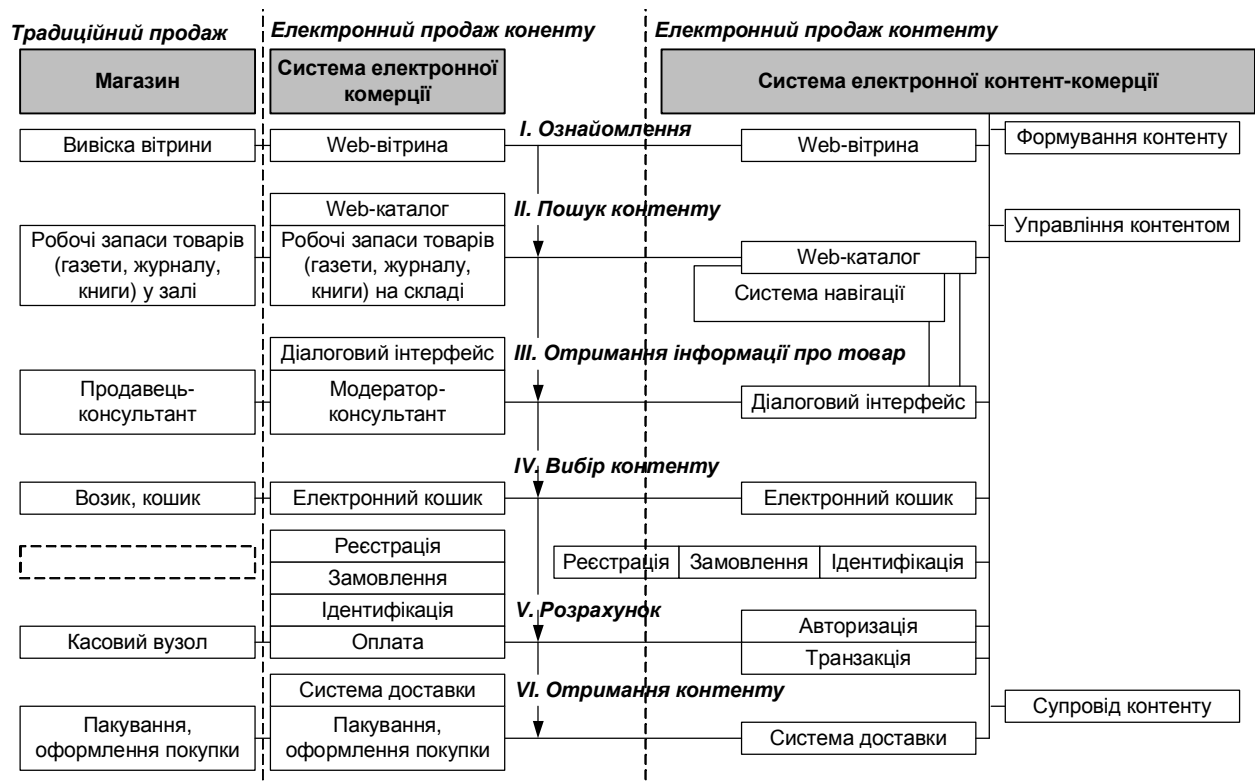 Традиційний продаж
Електронний продаж коненту
Електронний продаж контенту
Магазин
Система електронної
комерції
Система електронної контент-комерції
I. Ознайомлення
Вивіска вітрини
Web-вітрина
Web-вітрина
Формування контенту
Web-каталог
II. Пошук контенту
Управління контентом
Робочі запаси товарів
(газети, журналу,
книги) у залі
Робочі запаси товарів
(газети, журналу,
книги) на складі
Web-каталог
Система навігації
Діалоговий інтерфейс
III. Отримання інформації про товар
Продавець-
консультант
Модератор-
консультант
Діалоговий інтерфейс
IV. Вибір контенту
Возик, кошик
Електронний кошик
Електронний кошик
Реєстрація
Замовлення
Ідентифікація
Реєстрація
Замовлення
Ідентифікація
V. Розрахунок
Касовий вузол
Оплата
Авторизація
Транзакція
Система доставки
VI. Отримання контенту
Супровід контенту
Пакування,
оформлення покупки
Пакування,
оформлення покупки
Система доставки